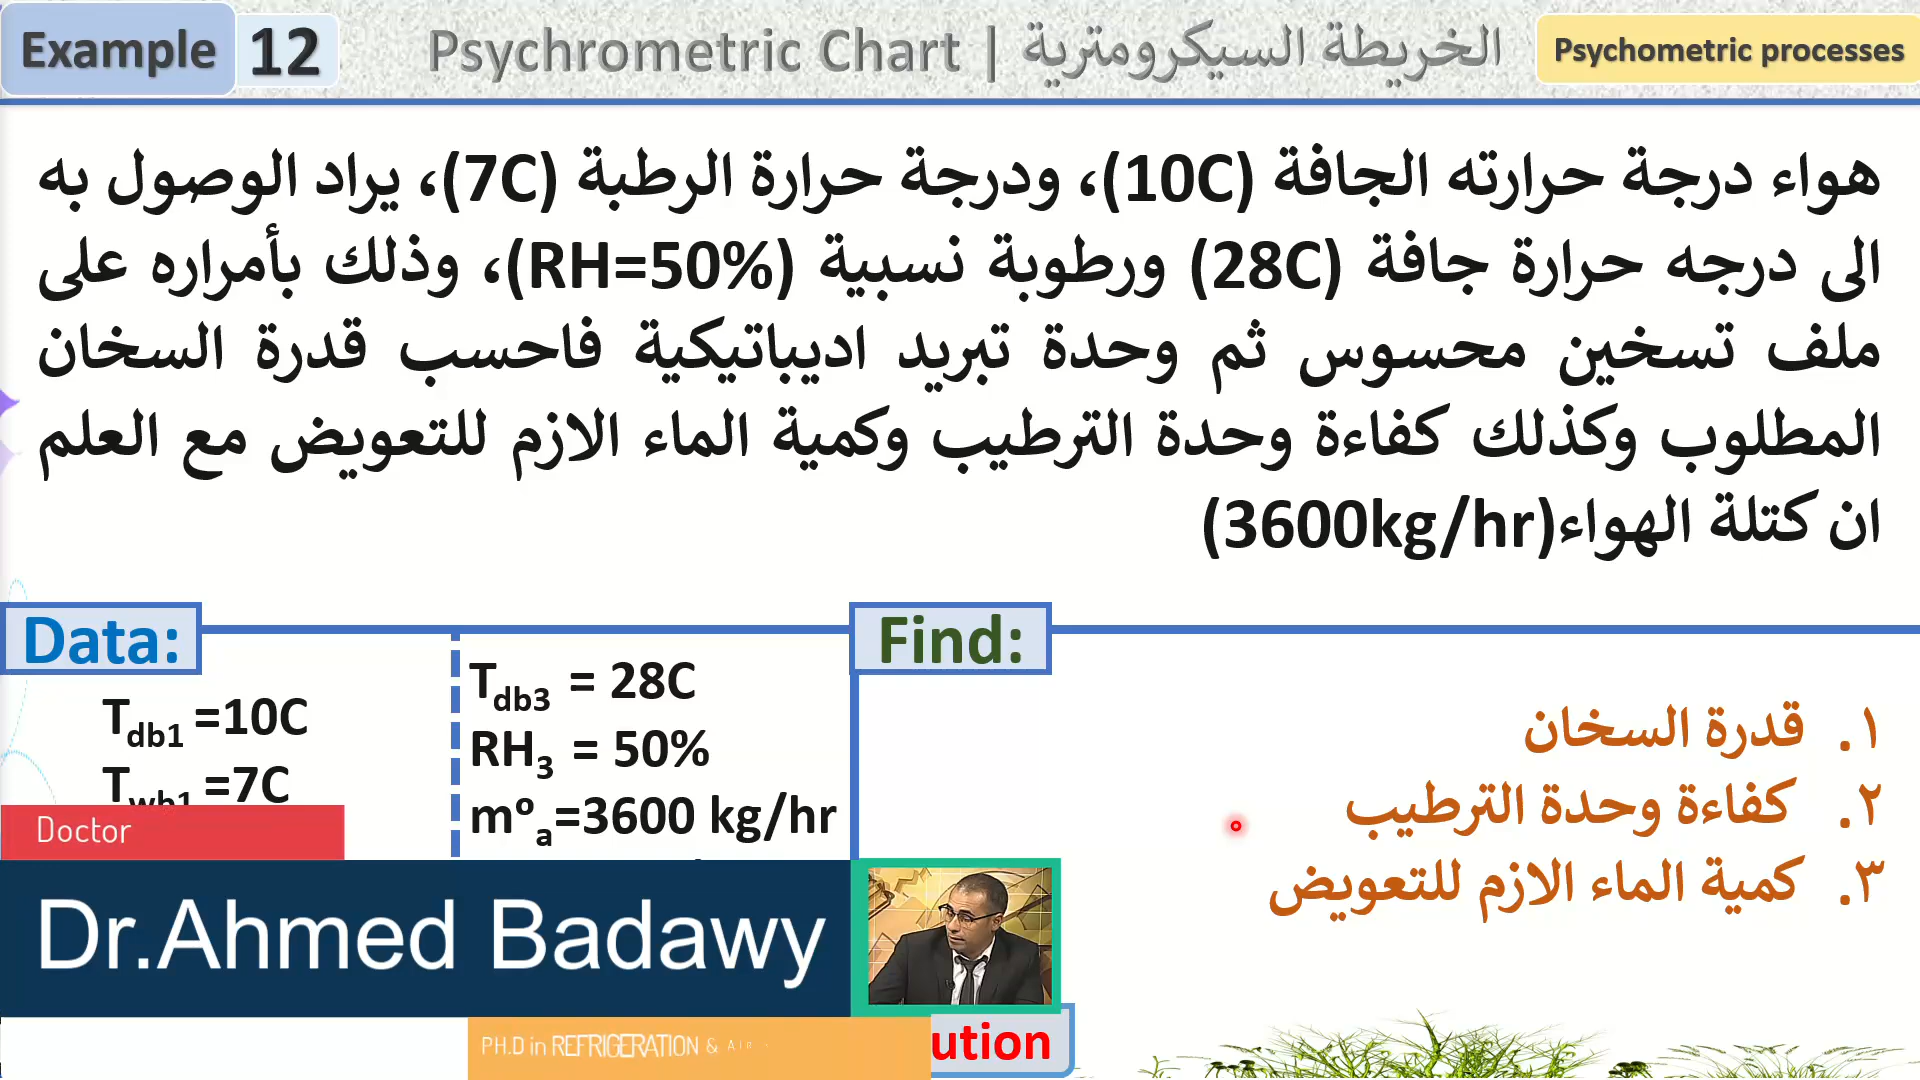 Example 12
Psychrometric Chart | الخريطة السيكرومترية
Psychometric processes
هواء درجة حرارته الجافة (10C)، ودرجة حرارة الرطبة (7C)، يراد الوصول به
الى درجه حرارة جافة (28C) ورطوبة نسبية (RH=50%)، وذلك بأمراره على
ملف تسخين محسوس ثم وحدة تبريد اديباتيكية فاحسب قدرة السخان
المطلوب وكذلك كفاءة وحدة الترطيب وكمية الماء الازم للتعويض مع العلم
ان كتلة الهواء(3600kg/hr)
Data:
Tdb1 =10C
Twb1 =7C
Tdb3 = 28C
RH3 = 50%
mºa=3600 kg/hr
Find:
١. قدرة السخان
٢. كفاءة وحدة الترطيب
٣. كمية الماء الازم للتعويض
Doctor
Dr.Ahmed Badawy
PH.D in REFRIGERATION & Air
ution